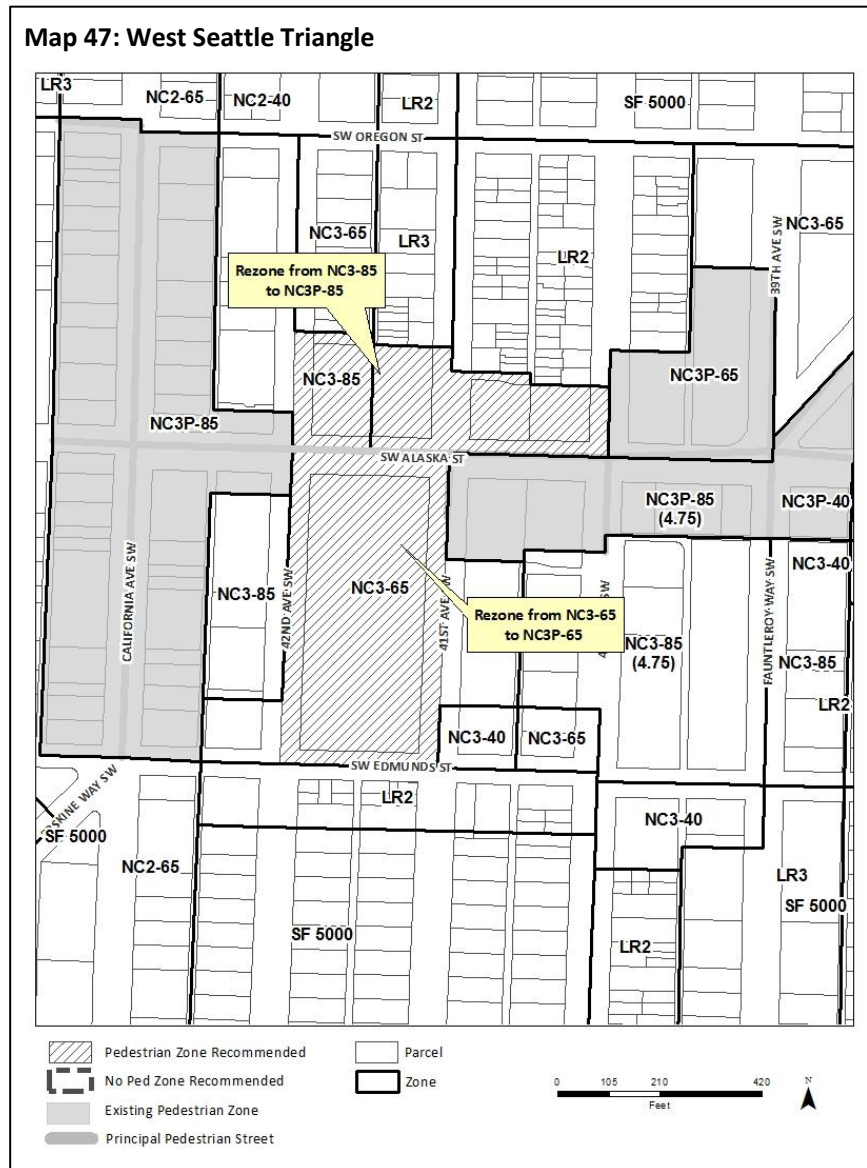 Map 47: West Seattle Triangle
LR3
NC2-65
NC2-40
LR2
SF 5000
SW OREGON ST
NC3-65
LR3
NC3-65
39TH AVE SW
LR2
Rezone from NC3-85
to NC3P-85
NC3-85
NC3P-65
NC3P-85
SW ALASKA ST
NC3P-85
(4.75)
NC3P-40
CALIFORNIA AVE SW
NC3-85
42ND AVE SW
NC3-65
41ST AVE SW
Rezone from NC3-65
to NC3P-65
SW
NC3-85
(4.75)
FAUNTLEROY WAY SW
NC3-40
NC3-85
LR2
NC3-40
NC3-65
SW EDMUNDS ST
LR2
SKINE WAY SW
SF 5000
NC2-65
NC3-40
LR3
SF 5000
SF 5000
LR2
Pedestrian Zone Recommended
Parcel
No Ped Zone Recommended
Zone
Existing Pedestrian Zone
Principal Pedestrian Street
0 105 210 420
Feet
N